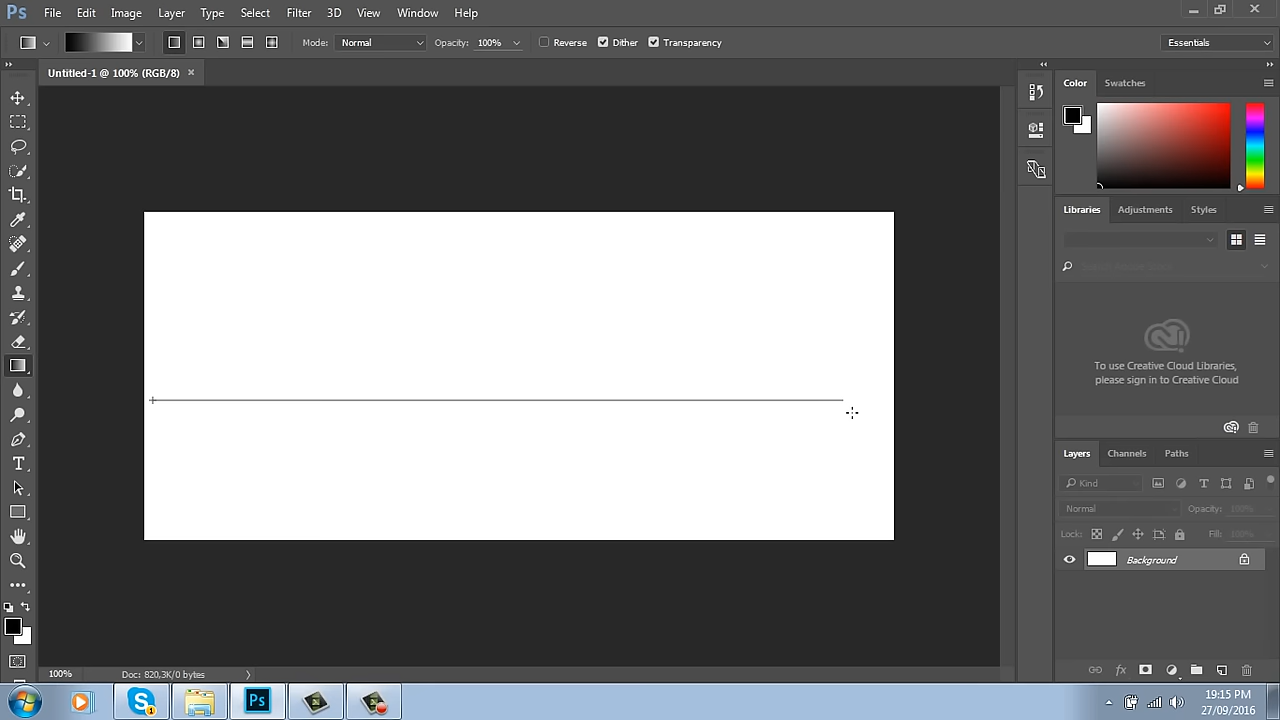 Ps File Edit Image Layer Type Select Filter 3D View Window Help
Mode: Normal Opacity: 100% Reverse Dither Transparency Essentials
Untitled-1 @ 100% (RGB/8) ×
Color Swatches
Libraries Adjustments Styles
To use Creative Cloud Libraries,
please sign in to Creative Cloud
Layers Channels Paths
Kind
Normal Opacity: 100%
Lock: Fill: 100%
Background
100% Doc: 820,3K/0 bytes
Ps
19:15 PM
27/09/2016